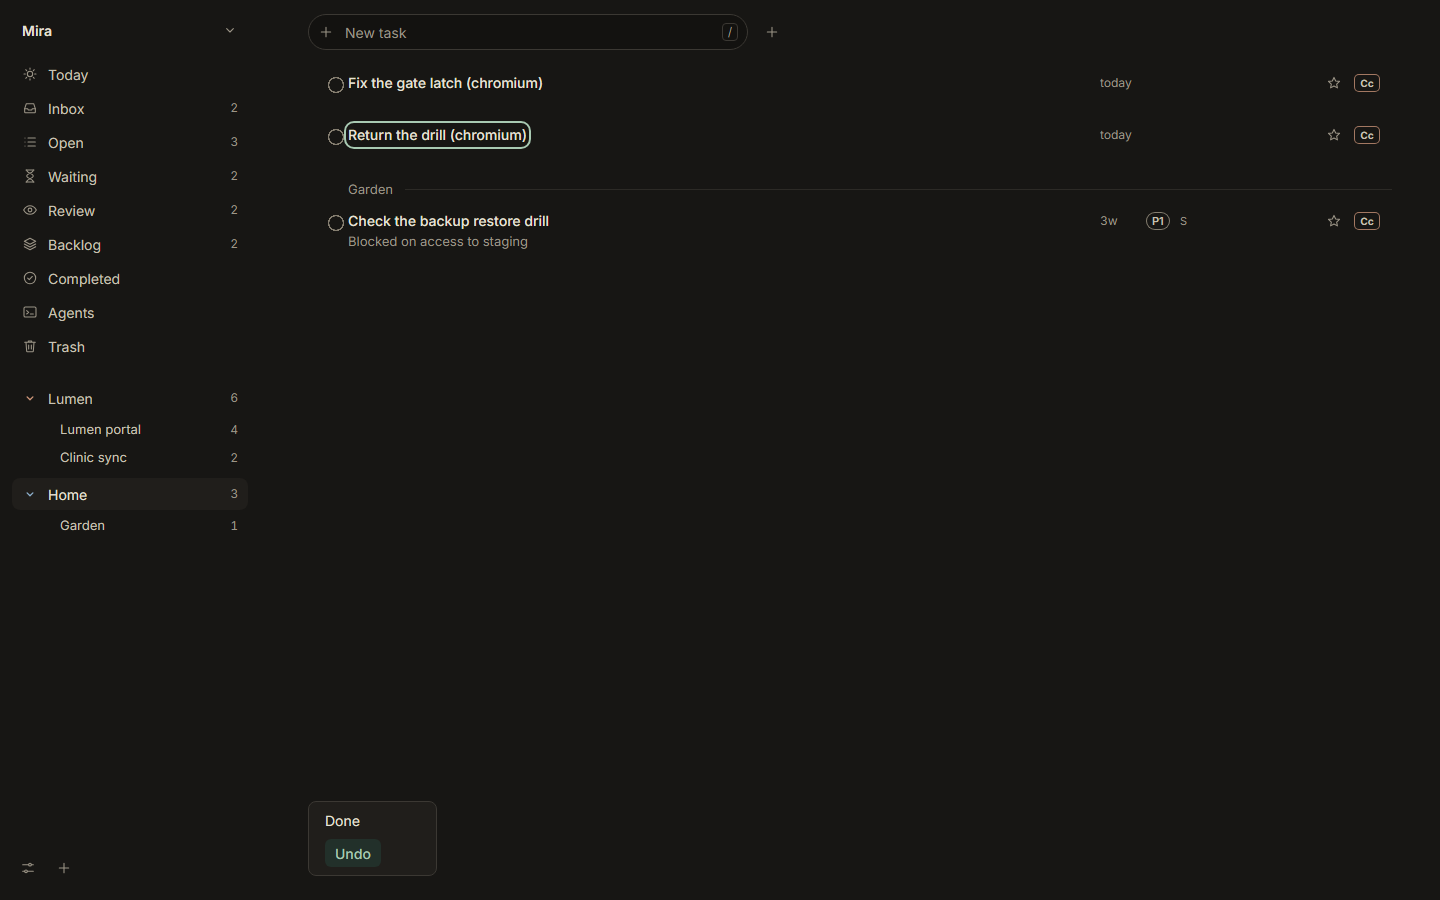 Mira
Today
Inbox 2
Open 3
Waiting 2
Review 2
Backlog 2
Completed
Agents
Trash
Lumen 6
Lumen portal 4
Clinic sync 2
Home 3
Garden 1
New task /
Fix the gate latch (chromium) today Cc
Return the drill (chromium) today Cc
Garden
Check the backup restore drill 3w P1 S Cc
Blocked on access to staging
Done
Undo